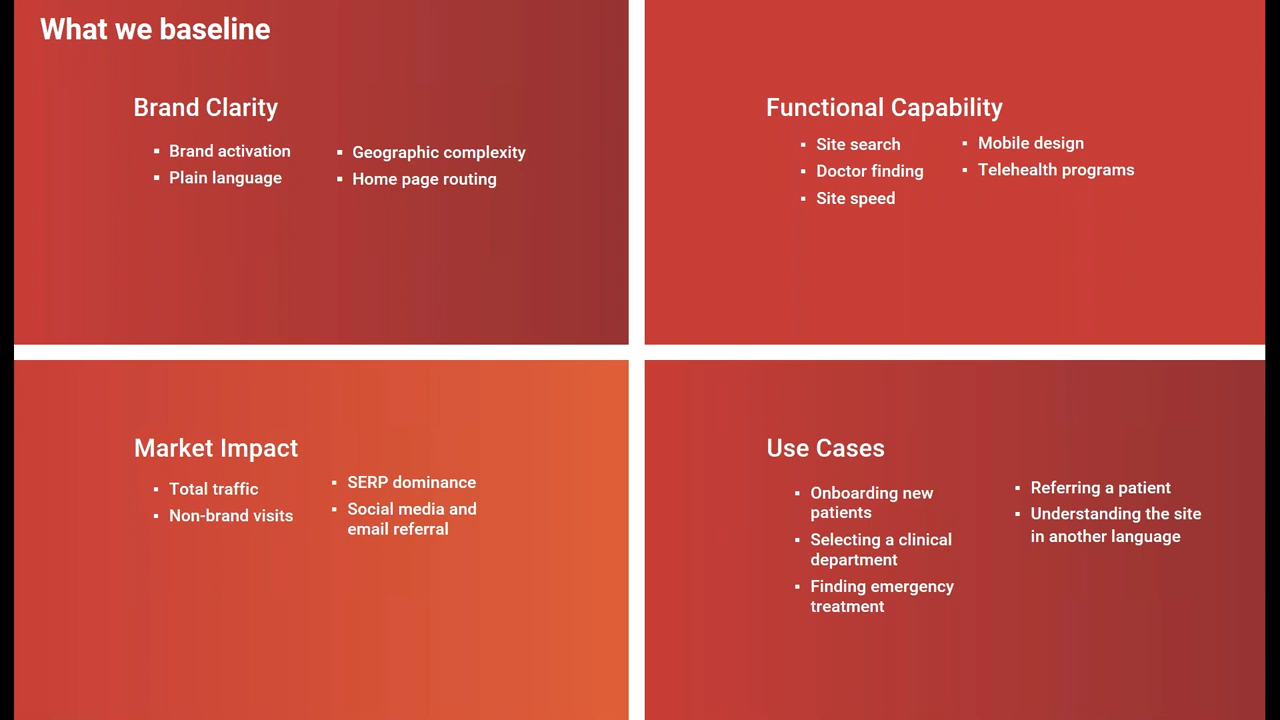 What we baseline
Brand Clarity
▪ Brand activation
▪ Plain language
▪ Geographic complexity
▪ Home page routing
Functional Capability
▪ Site search
▪ Doctor finding
▪ Site speed
▪ Mobile design
▪ Telehealth programs
Market Impact
▪ Total traffic
▪ Non-brand visits
▪ SERP dominance
▪ Social media and
email referral
Use Cases
▪ Onboarding new
patients
▪ Selecting a clinical
department
▪ Finding emergency
treatment
▪ Referring a patient
▪ Understanding the site
in another language